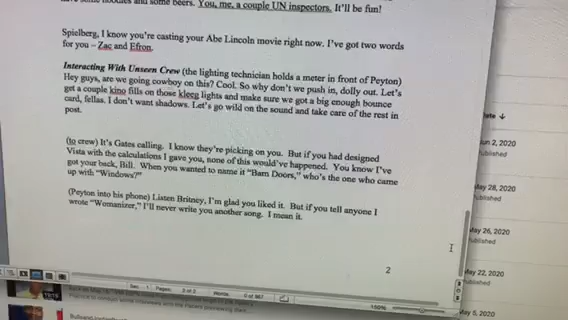 some beers. You, me, a couple UN inspectors. It'll be fun!
Spielberg, I know you're casting your Abe Lincoln movie right now. I've got two words
for you – Zac and Efron.
Interacting With Unseen Crew (the lighting technician holds a meter in front of Peyton)
Hey guys, are we going cowboy on this? Cool. So why don't we push in, dolly out. Let's
get a couple kino fills on those kleeg lights and make sure we got a big enough bounce
card, fellas. I don't want shadows. Let's go wild on the sound and take care of the rest in
post.
(to crew) It's Gates calling. I know they're picking on you. But if you had designed
Vista with the calculations I gave you, none of this would've happened. You know I've
got your back, Bill. When you wanted to name it "Barn Doors," who's the one who came
up with "Windows?"
(Peyton into his phone) Listen Britney, I'm glad you liked it. But if you tell anyone I
wrote "Womanizer," I'll never write you another song. I mean it.
2
Sec 1 Pages: Words: 0 of 867
150%
Jun 2, 2020
Published
May 28, 2020
Published
May 26, 2020
Published
May 22, 2020
Published
May 5, 2020